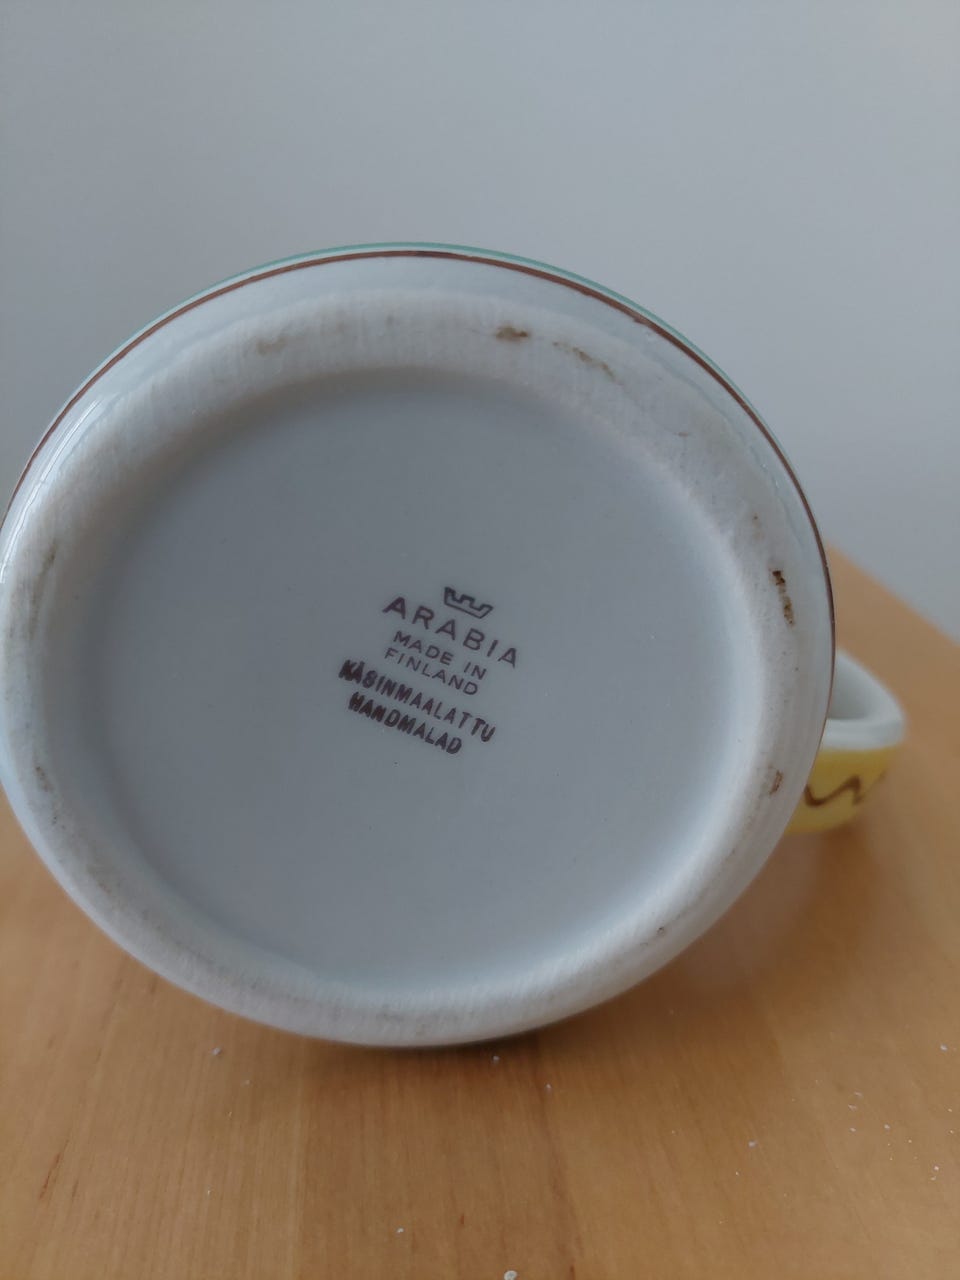 ARABIA
MADE IN
FINLAND
KÄSINMAALATTU
HANDMALAD